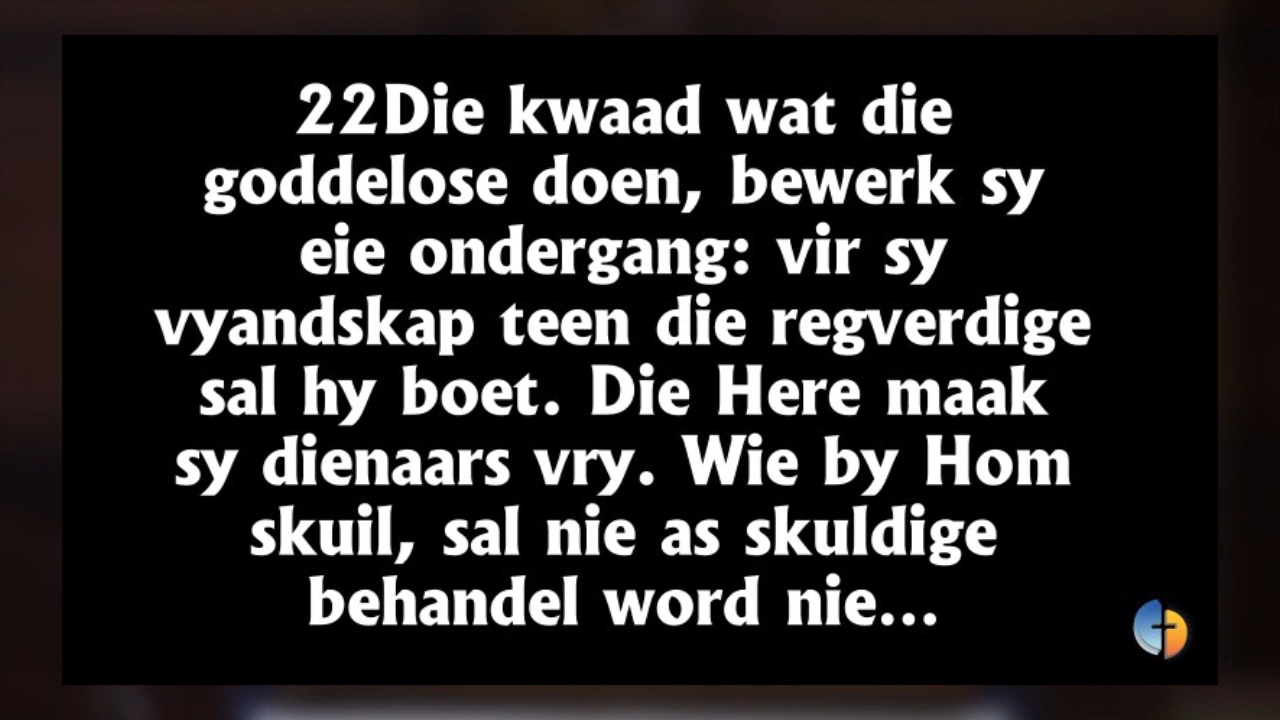 22Die kwaad wat die
goddelose doen, bewerk sy
eie ondergang: vir sy
vyandskap teen die regverdige
sal hy boet. Die Here maak
sy dienaars vry. Wie by Hom
skuil, sal nie as skuldige
behandel word nie...